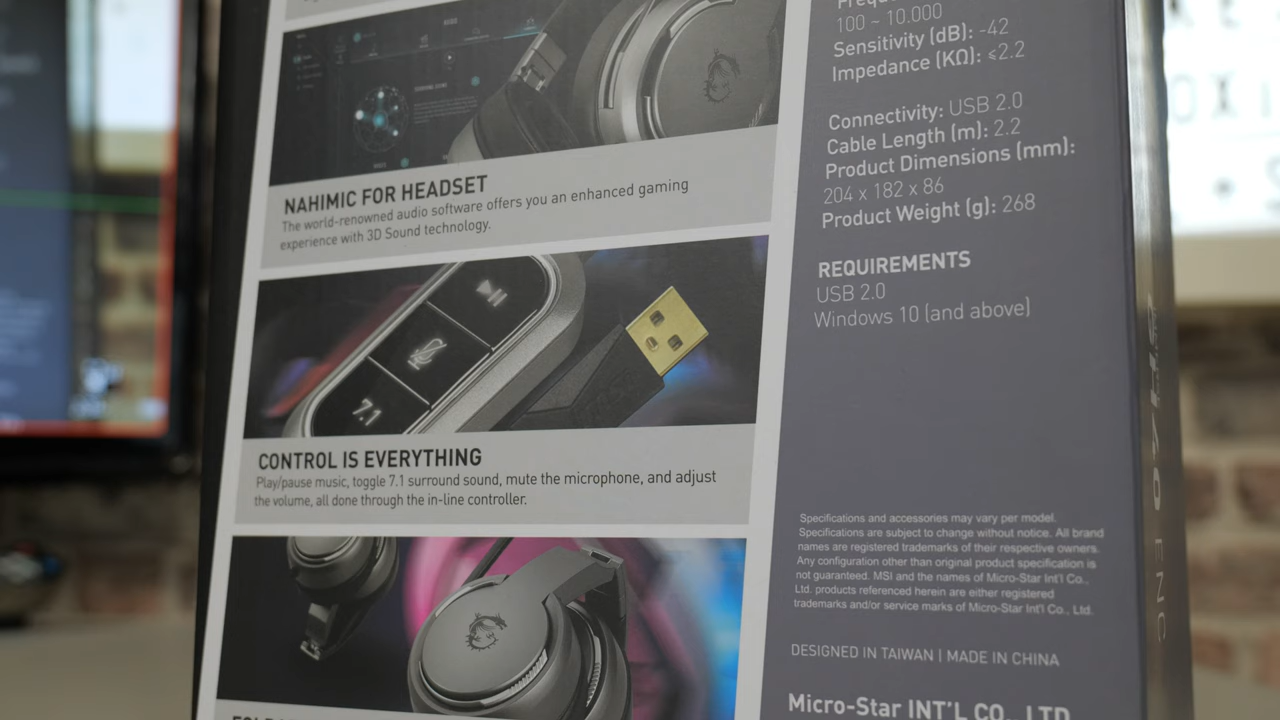 NAHIMIC FOR HEADSET
The world-renowned audio software offers you an enhanced gaming
experience with 3D Sound technology.
7.1
CONTROL IS EVERYTHING
Play/pause music, toggle 7.1 surround sound, mute the microphone, and adjust
the volume, all done through the in-line controller.
100 ~ 10.000
Sensitivity (dB): -42
Impedance (KΩ): ⩽2.2
Connectivity: USB 2.0
Cable Length (m): 2.2
Product Dimensions (mm):
204 x 182 x 86
Product Weight (g): 268
REQUIREMENTS
USB 2.0
Windows 10 (and above)
Specifications and accessories may vary per model.
Specifications are subject to change without notice. All brand
names are registered trademarks of their respective owners.
Any configuration other than original product specification is
not guaranteed. MSI and the names of Micro-Star Int'l Co.,
Ltd. products referenced herein are either registered
trademarks and/or service marks of Micro-Star Int'l Co., Ltd.
DESIGNED IN TAIWAN | MADE IN CHINA
Micro-Star INT'L CO., LTD